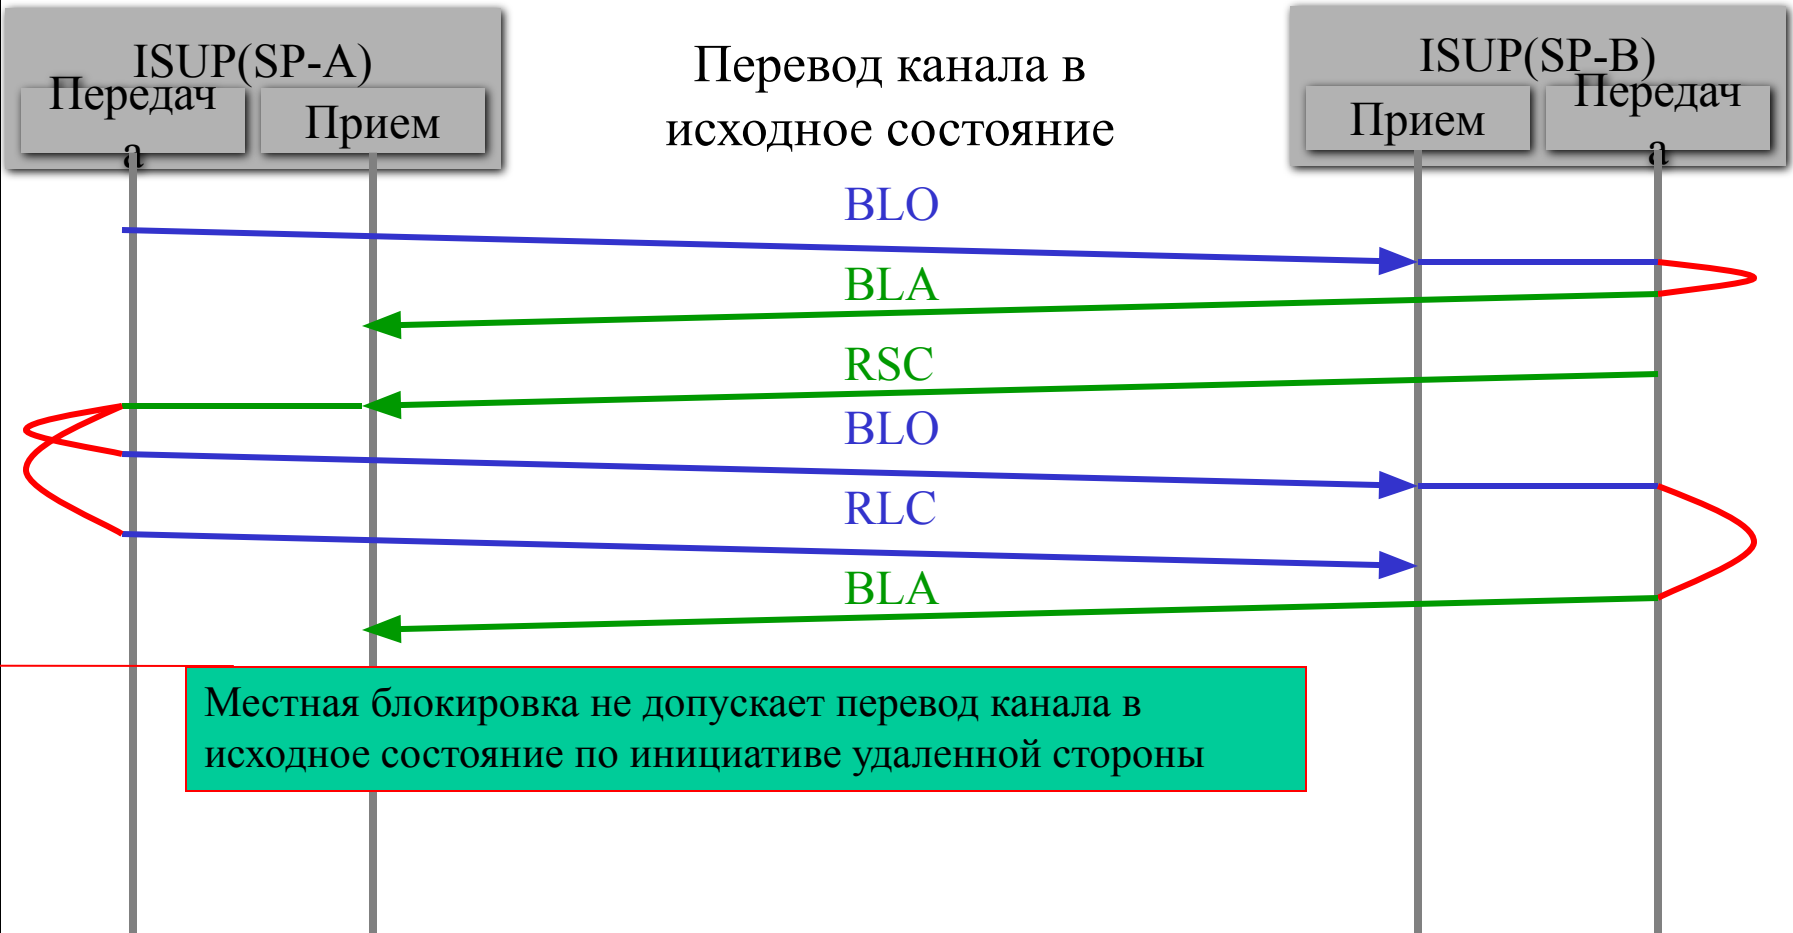 ISUP(SP-A)
Передач
а
Прием
Перевод канала в
исходное состояние
ISUP(SP-B)
Прием
Передач
а
BLO
BLA
RSC
BLO
RLC
BLA
Местная блокировка не допускает перевод канала в
исходное состояние по инициативе удаленной стороны